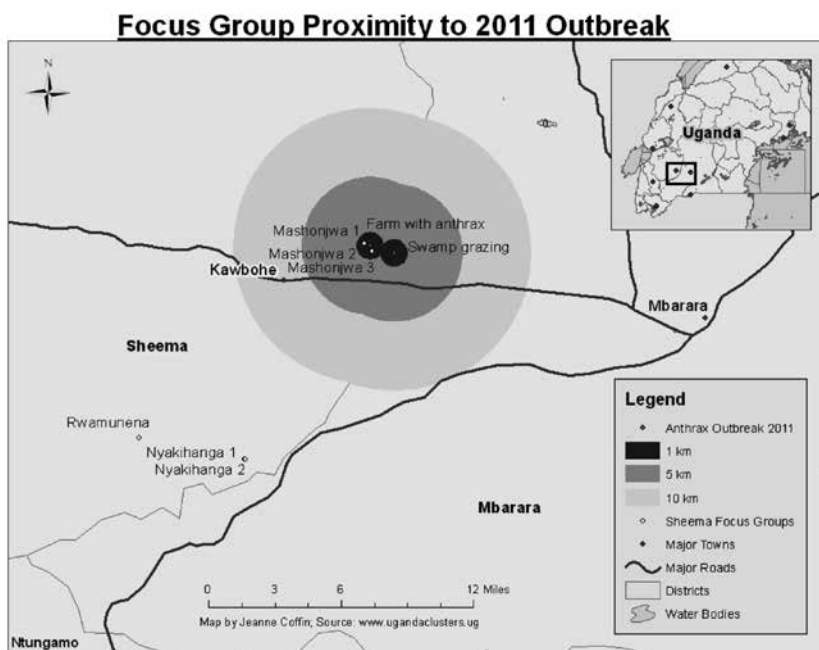 Focus Group Proximity to 2011 Outbreak
N
Uganda
Mashonjwa 1
Farm with anthrax
Mashonjwa 2
Swamp grazing
Mashonjwa 3
Kawbohe
Mbarara
Sheema
Rwamunena
Nyakihanga 1
Nyakihanga 2
Mbarara
Ntungamo
0 3 6 12 Miles
Map by Jeanne Coffin; Source: www.ugandaclusters.ug
Legend
Anthrax Outbreak 2011
1 km
5 km
10 km
Sheema Focus Groups
Major Towns
Major Roads
Districts
Water Bodies